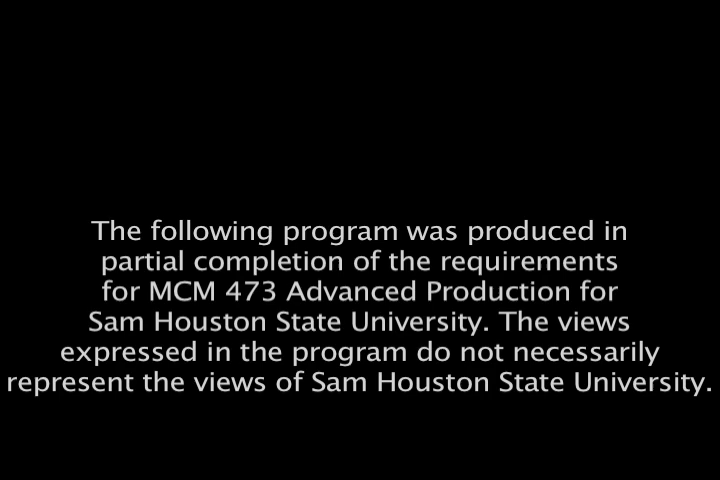 The following program was produced in
partial completion of the requirements
for MCM 473 Advanced Production for
Sam Houston State University. The views
expressed in the program do not necessarily
represent the views of Sam Houston State University.